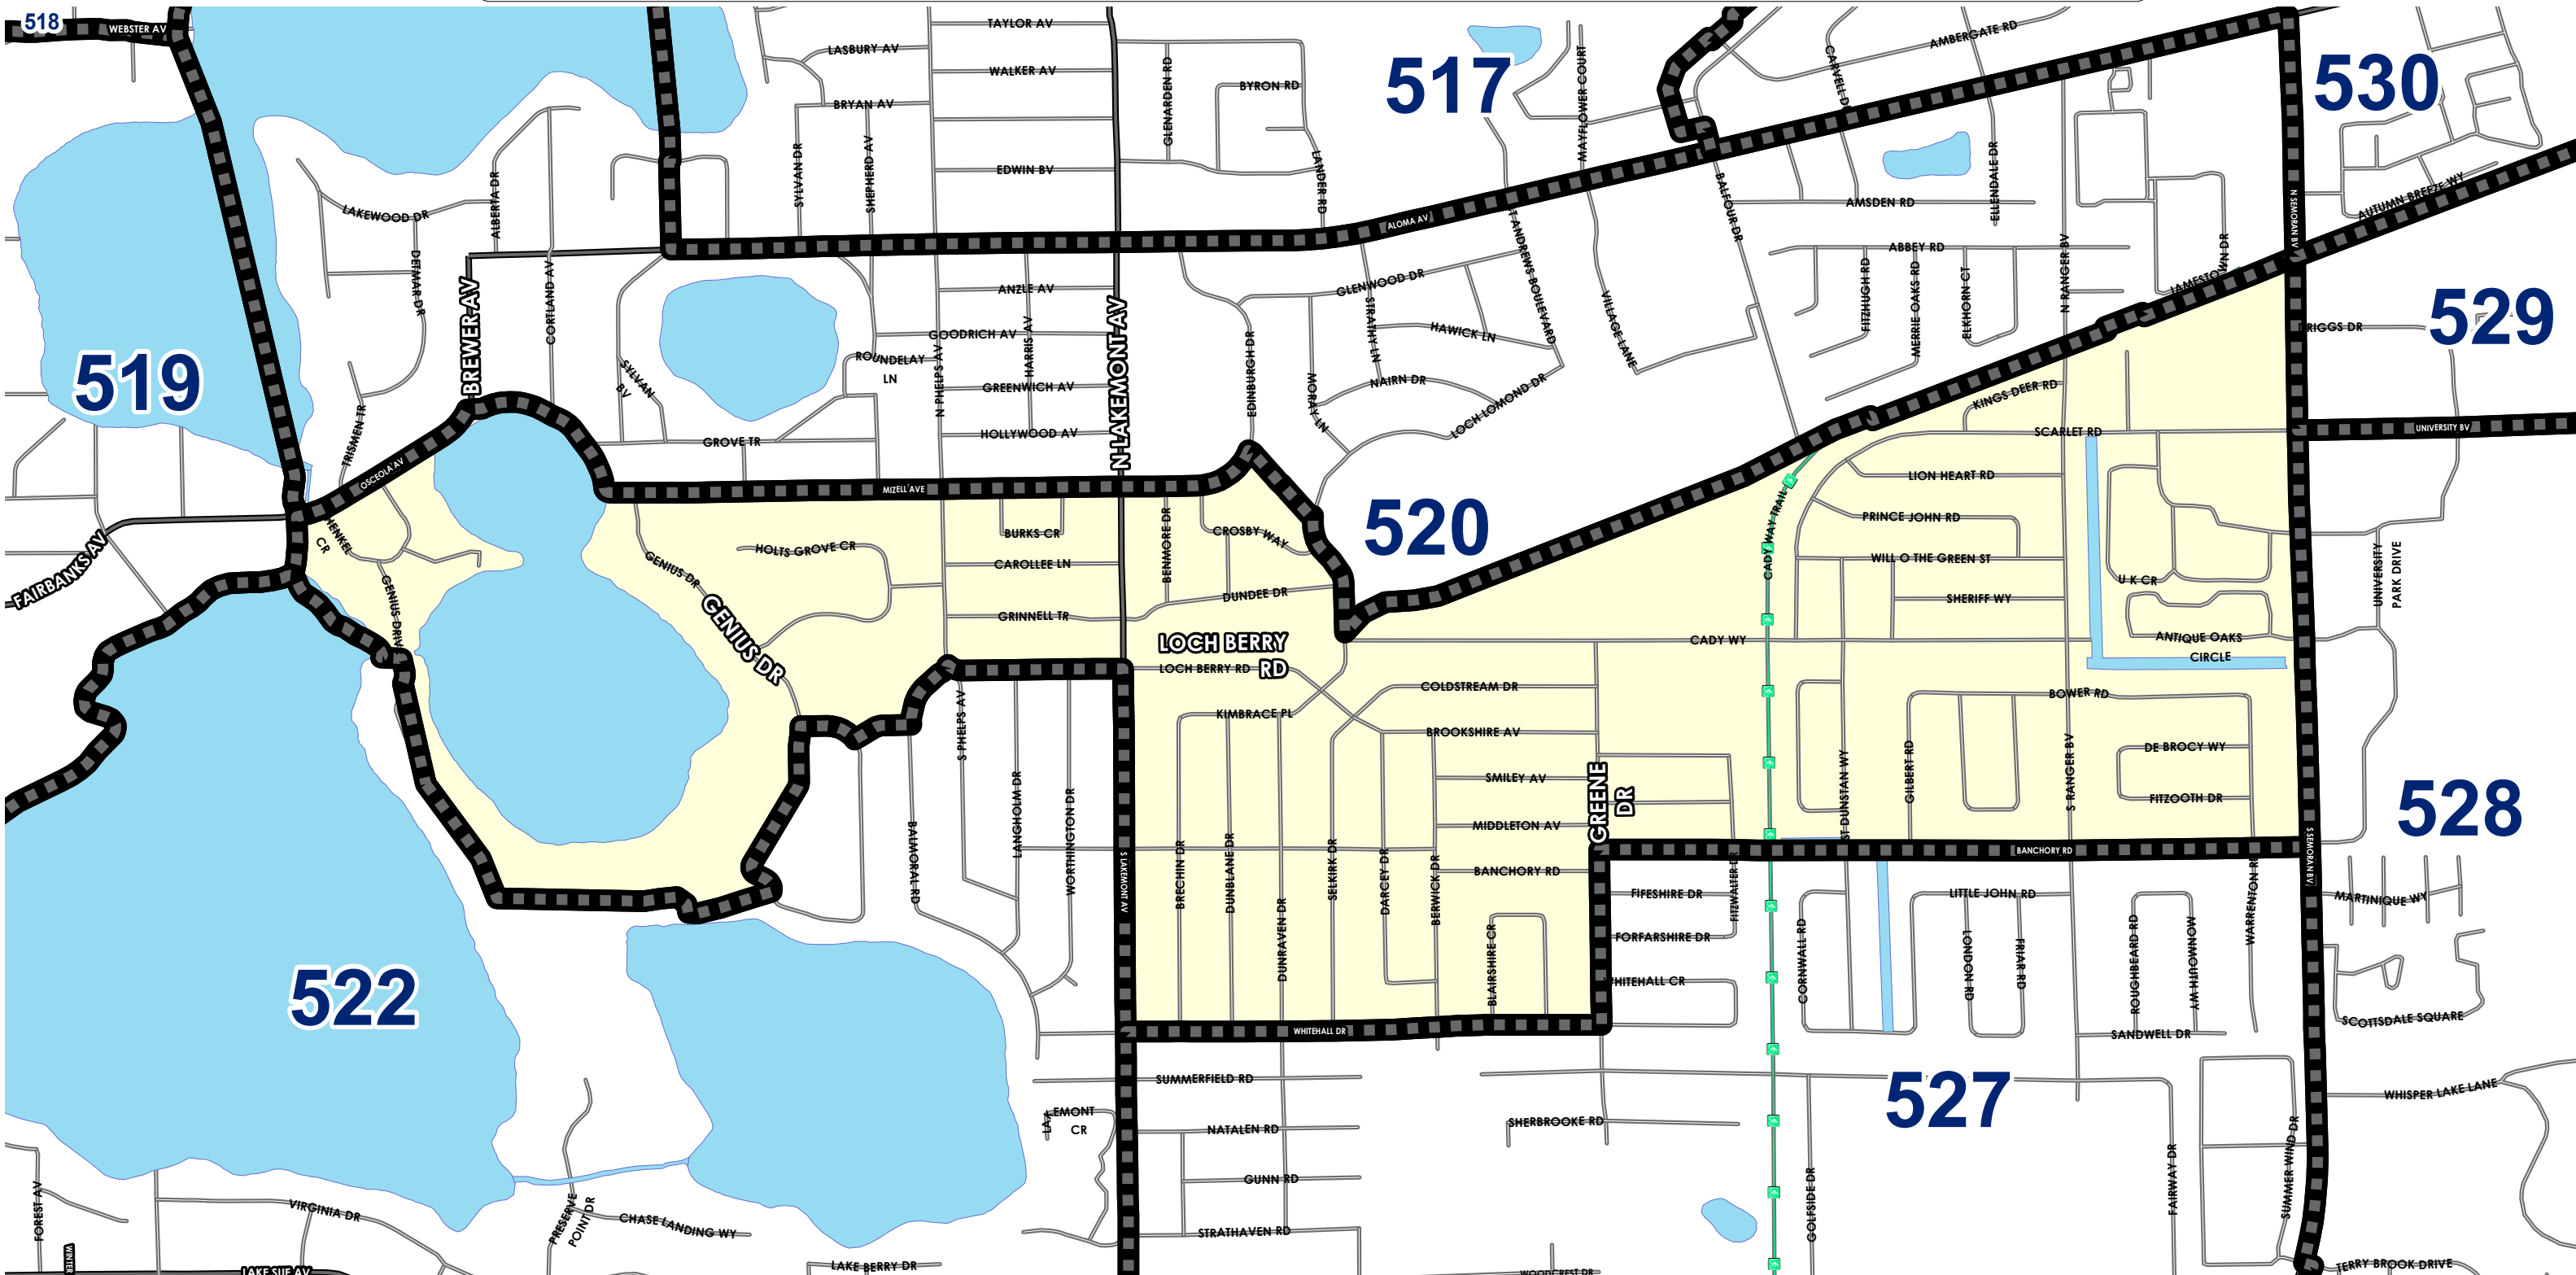 518
WEBSTER AV
TAYLOR AV
LASBURY AV
WALKER AV
BRYAN AV
EDWIN BV
SYLVAN DR
SHEPHERD AV
GLENARDEN RD
BYRON RD
LANDER RD
517
MAYFLOWER COURT
CARVELL D
AMBERGATE RD
530
N SEMORAN BV
AUTUMN BREEZE WY
ALOMA AV
BALFOUR DR
AMSDEN RD
ELLENDALE DR
ABBEY RD
FITZHUGH RD
MERRIE OAKS RD
ELKHORN CT
N RANGER BV
JAMESTOWN DR
LAKEWOOD DR
ALBERTA DR
DETMAR DR
BREWER AV
CORTLAND AV
519
TRISMEN TR
OSCEOLA AV
FAIRBANKS AV
SYLVAN
BV
ANZLE AV
GOODRICH AV
HARRIS AV
ROUNDELAY
LN
N PHELPS AV
GREENWICH AV
HOLLYWOOD AV
GROVE TR
N LAKEMONT AV
EDINBURGH DR
GLENWOOD DR
STRATHY LN
HAWICK LN
NAIRN DR
MORAY LN
LOCH LOMOND DR
T ANDREWS BOULEVARD
VILLAGE LANE
529
RIGGS DR
UNIVERSITY BV
KINGS DEER RD
SCARLET RD
LION HEART RD
PRINCE JOHN RD
WILL O THE GREEN ST
SHERIFF WY
CADY WAY TRAIL
U K CR
ANTIQUE OAKS
CIRCLE
UNIVERSITY
PARK DRIVE
MIZELL AVE
520
HENKEL
CR
GENIUS DRIVE
GENIUS DR
GENIUS DR
HOLTS GROVE CR
BURKS CR
CAROLLEE LN
GRINNELL TR
BENMORE DR
CROSBY WAY
DUNDEE DR
LOCH BERRY
RD
LOCH BERRY RD
CADY WY
COLDSTREAM DR
KIMBRACE PL
BROOKSHIRE AV
SMILEY AV
MIDDLETON AV
BANCHORY RD
GREENE
DR
BOWER RD
DE BROCY WY
FITZOOTH DR
GILBERT RD
ST DUNSTAN WY
S RANGER BV
BANCHORY RD
528
S SEMORAN BV
S PHELPS AV
LANGHOLM DR
WORTHINGTON DR
BALMORAL RD
S LAKEMONT AV
BRECHIN DR
DUNBLANE DR
DUNRAVEN DR
SELKIRK DR
DARCEY DR
BERWICK DR
BLAIRSHIRE CR
FIFESHIRE DR
FORFARSHIRE DR
WHITEHALL CR
FITZWALTER DR
CORNWALL RD
LITTLE JOHN RD
LONDON RD
FRIAR RD
ROUGHBEARD RD
MONMOUTH WY
WARRENTON RD
SANDWELL DR
MARTINIQUE WY
SCOTTSDALE SQUARE
WHISPER LAKE LANE
522
WHITEHALL DR
SUMMERFIELD RD
LAKEMONT
CR
NATALEN RD
GUNN RD
STRATHAVEN RD
SHERBROOKE RD
527
GOLFSIDE DR
FAIRWAY DR
SUMMER WIND DR
TERRY BROOK DRIVE
WOODCREST DR
FOREST AV
VIRGINIA DR
PRESERVE
POINT DR
CHASE LANDING WY
LAKE BERRY DR
LAKE SUE AV
WINTER